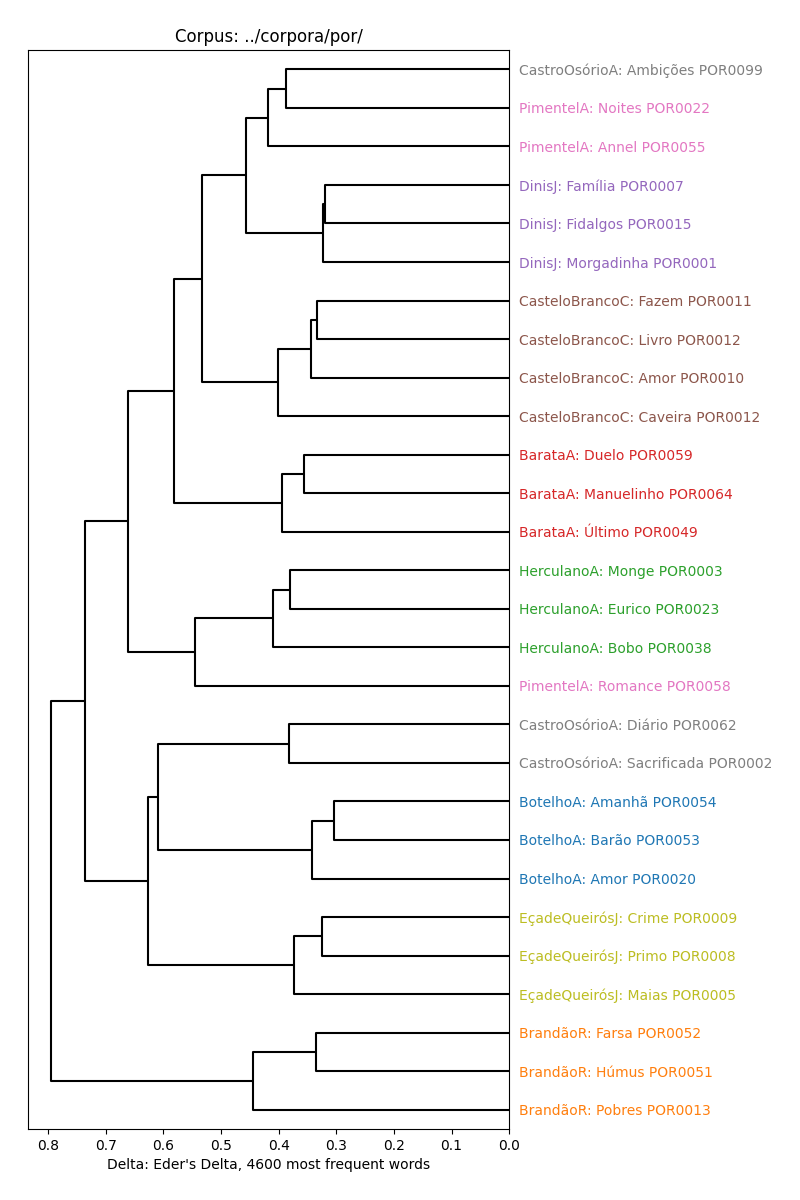 Corpus: ../corpora/por/
CastroOsórioA: Ambições POR0099
PimentelA: Noites POR0022
PimentelA: Annel POR0055
DinisJ: Família POR0007
DinisJ: Fidalgos POR0015
DinisJ: Morgadinha POR0001
CasteloBrancoC: Fazem POR0011
CasteloBrancoC: Livro POR0012
CasteloBrancoC: Amor POR0010
CasteloBrancoC: Caveira POR0012
BarataA: Duelo POR0059
BarataA: Manuelinho POR0064
BarataA: Último POR0049
HerculanoA: Monge POR0003
HerculanoA: Eurico POR0023
HerculanoA: Bobo POR0038
PimentelA: Romance POR0058
CastroOsórioA: Diário POR0062
CastroOsórioA: Sacrificada POR0002
BotelhoA: Amanhã POR0054
BotelhoA: Barão POR0053
BotelhoA: Amor POR0020
EçadeQueirósJ: Crime POR0009
EçadeQueirósJ: Primo POR0008
EçadeQueirósJ: Maias POR0005
BrandãoR: Farsa POR0052
BrandãoR: Húmus POR0051
BrandãoR: Pobres POR0013
0.8 0.7 0.6 0.5 0.4 0.3 0.2 0.1 0.0
Delta: Eder's Delta, 4600 most frequent words